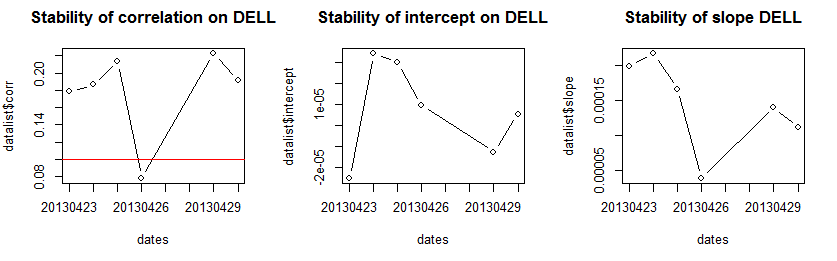 Stability of correlation on DELL
datalist$corr
0.20
0.14
0.08
20130423
20130426
20130429
dates
Stability of intercept on DELL
datalist$intercept
1e-05
-2e-05
20130423
20130426
20130429
dates
Stability of slope DELL
datalist$slope
0.00015
0.00005
20130423
20130426
20130429
dates